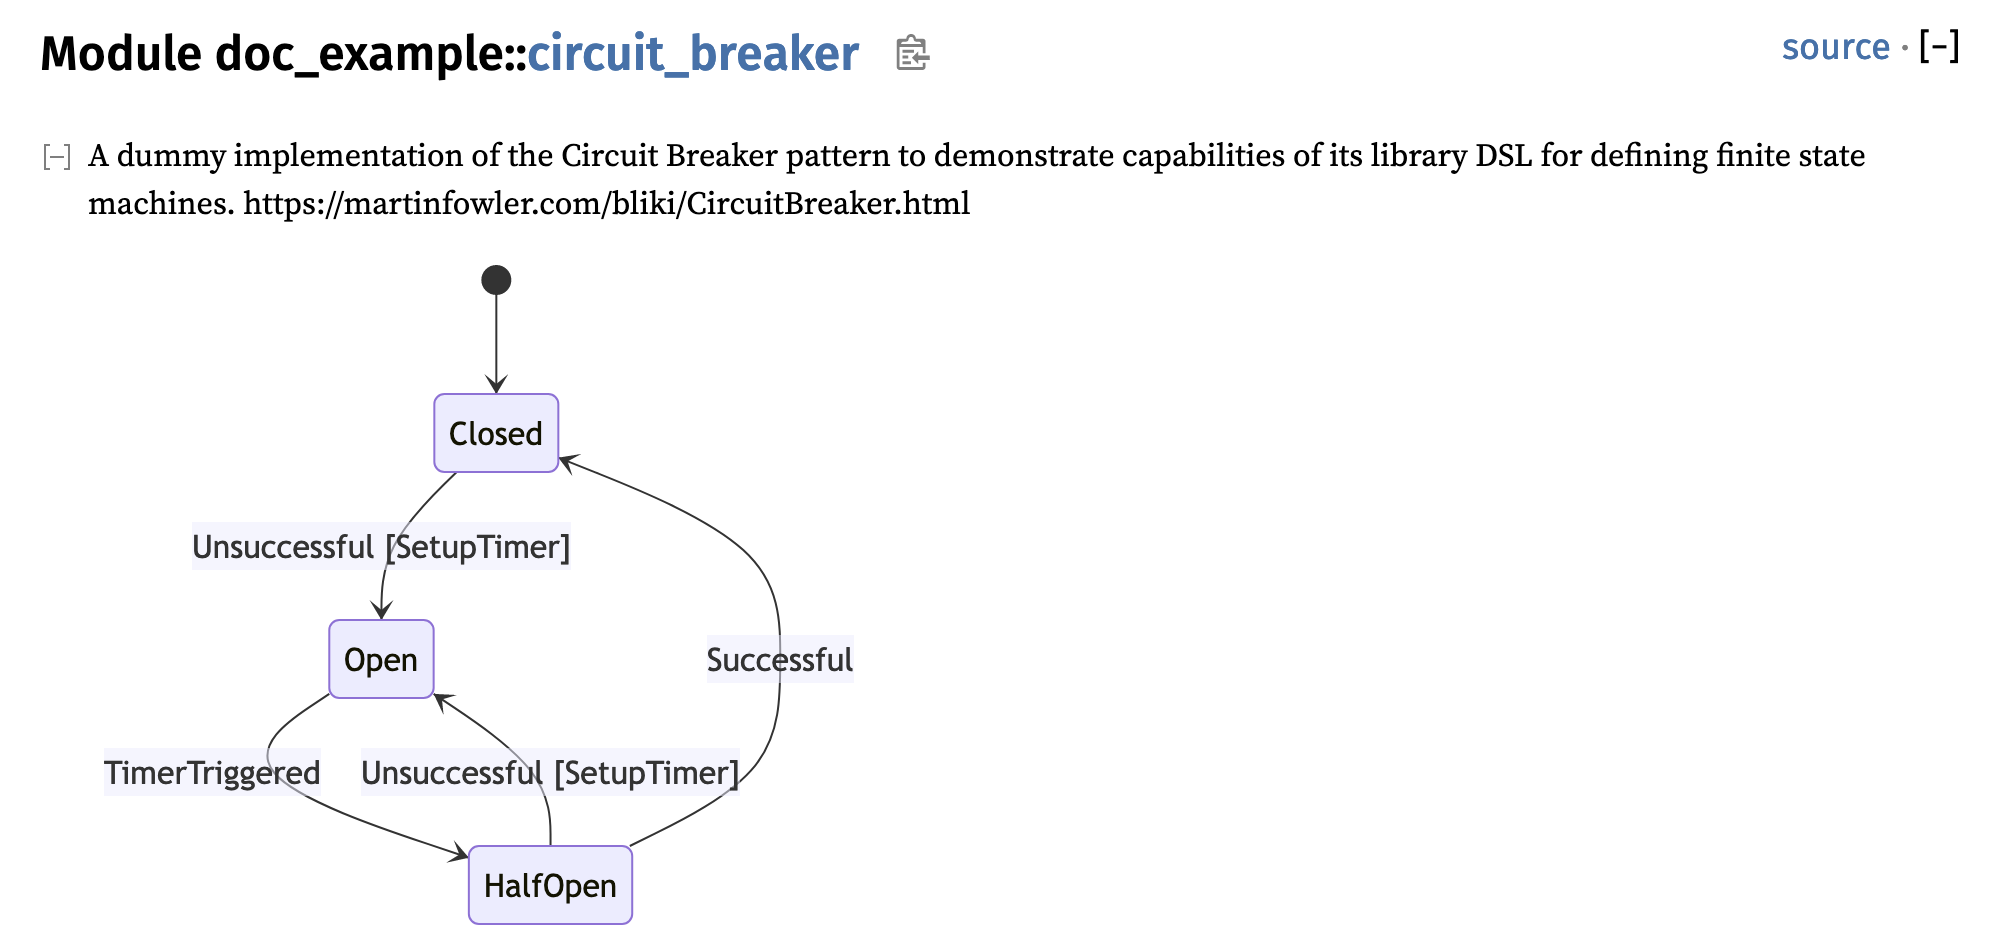 Module doc_example::circuit_breaker
source · [−]
[−] A dummy implementation of the Circuit Breaker pattern to demonstrate capabilities of its library DSL for defining finite state
machines. https://martinfowler.com/bliki/CircuitBreaker.html
Closed
Unsuccessful [SetupTimer]
Open
Successful
TimerTriggered
Unsuccessful [SetupTimer]
HalfOpen